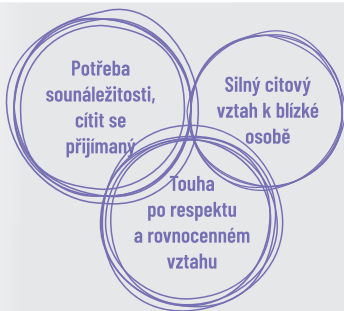 Potřeba
sounáležitosti,
cítit se
přijímaný
Silný citový
vztah k blízké
osobě
Touha
po respektu
a rovnocenném
vztahu